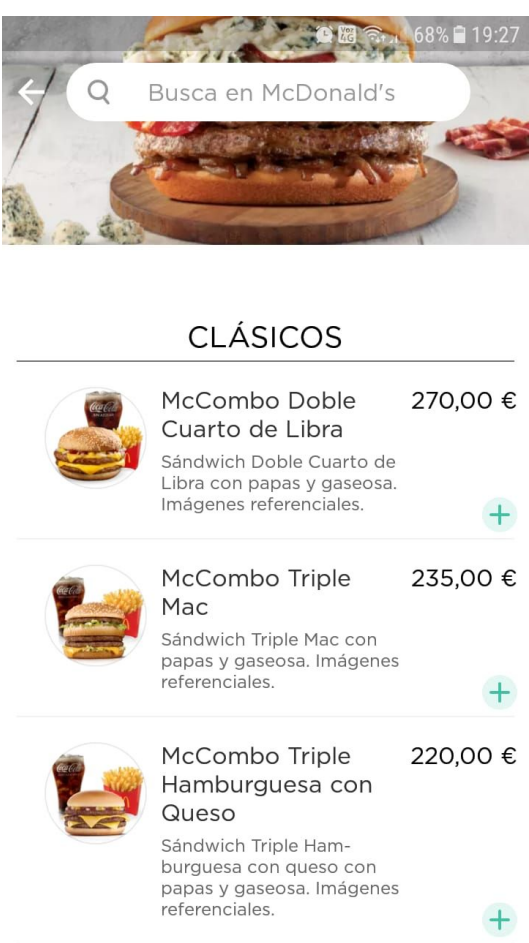 Vor 4G 68% 19:27
Busca en McDonald's
CLÁSICOS
McCombo Doble 270,00 €
Cuarto de Libra
Sándwich Doble Cuarto de
Libra con papas y gaseosa.
Imágenes referenciales.
+
McCombo Triple 235,00 €
Mac
Sándwich Triple Mac con
papas y gaseosa. Imágenes
referenciales.
+
McCombo Triple 220,00 €
Hamburguesa con
Queso
Sándwich Triple Ham-
burguesa con queso con
papas y gaseosa. Imágenes
referenciales.
+